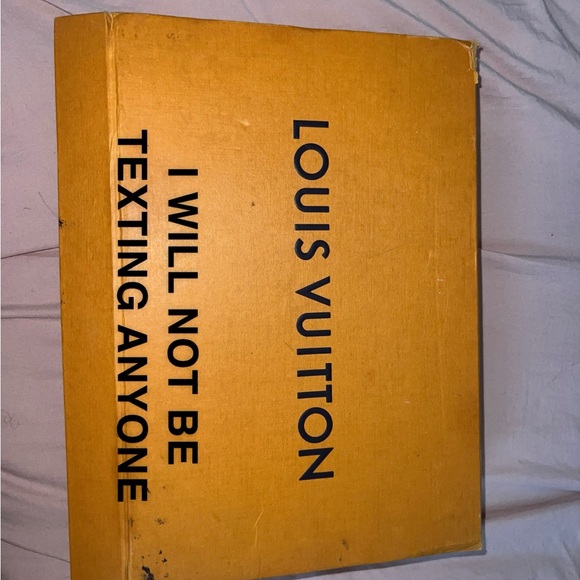 LOUIS VUITTON
I WILL NOT BE
TEXTING ANYONE